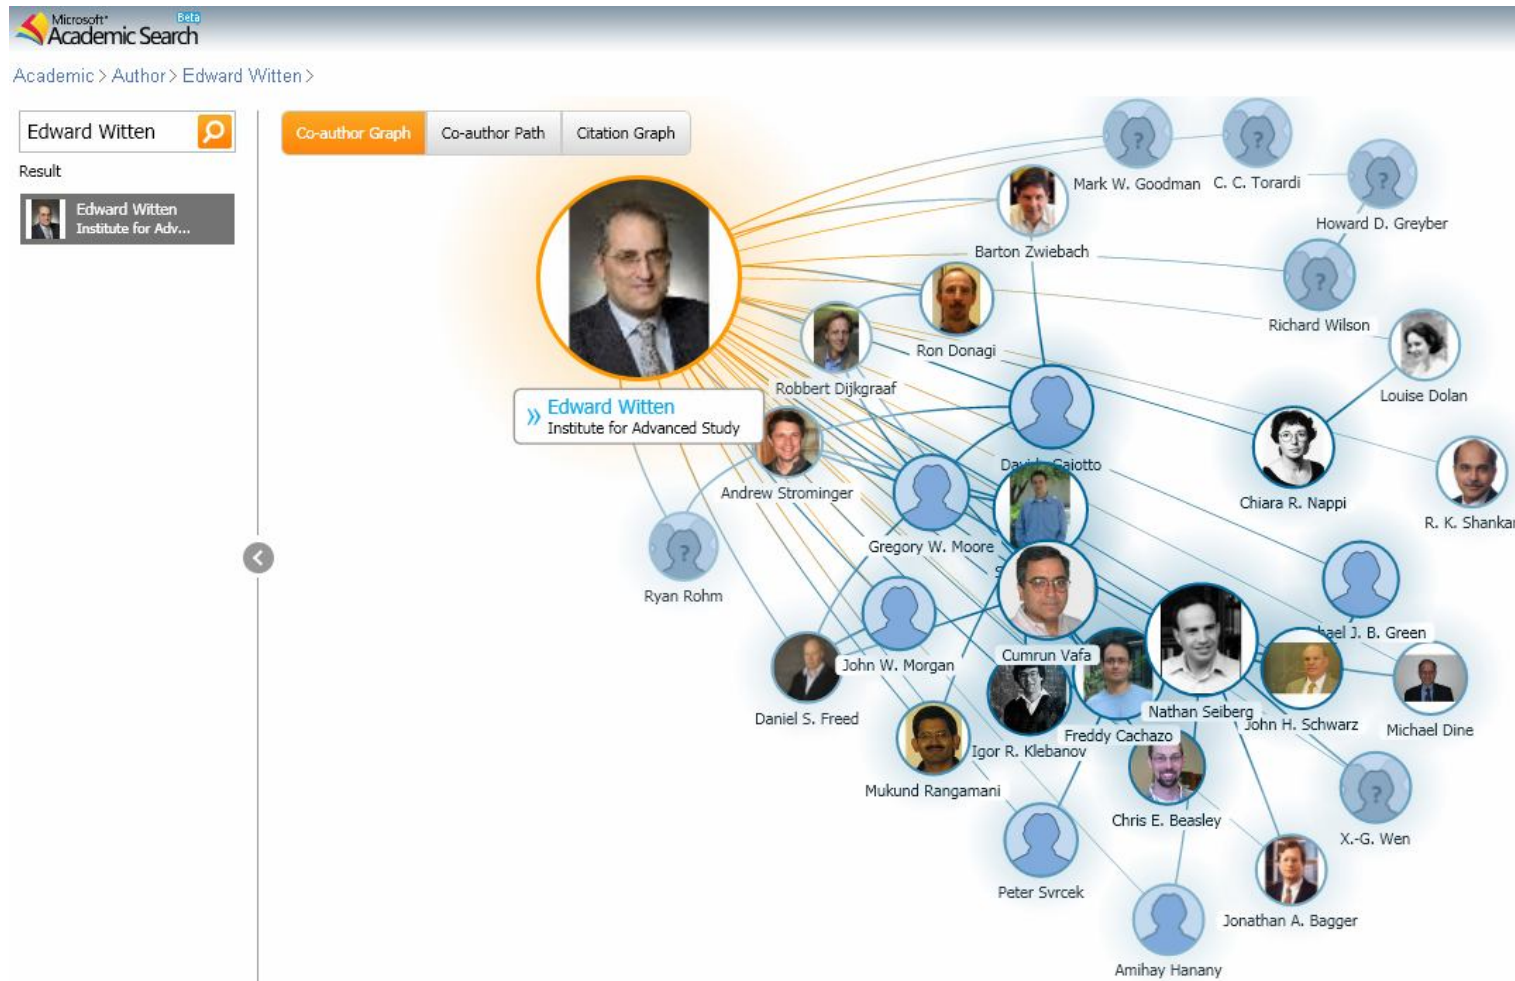 Microsoft®
Beta
Academic Search
Academic > Author > Edward Witten >
Edward Witten
Result
Edward Witten
Institute for Adv...
Co-author Graph
Co-author Path
Citation Graph
Mark W. Goodman
C. C. Torardi
Howard D. Greyber
Barton Zwiebach
Richard Wilson
Ron Donagi
Robbert Dijkgraaf
Louise Dolan
Edward Witten
Institute for Advanced Study
Gaiotto
Andrew Strominger
Chiara R. Nappi
R. K. Shankar
Gregory W. Moore
Ryan Rohm
J. B. Green
John W. Morgan
Cumrun Vafa
Daniel S. Freed
Nathan Seiberg
John H. Schwarz
Michael Dine
Freddy Cachazo
Igor R. Klebanov
Mukund Rangamani
Chris E. Beasley
X.-G. Wen
Peter Svrcek
Jonathan A. Bagger
Amihay Hanany